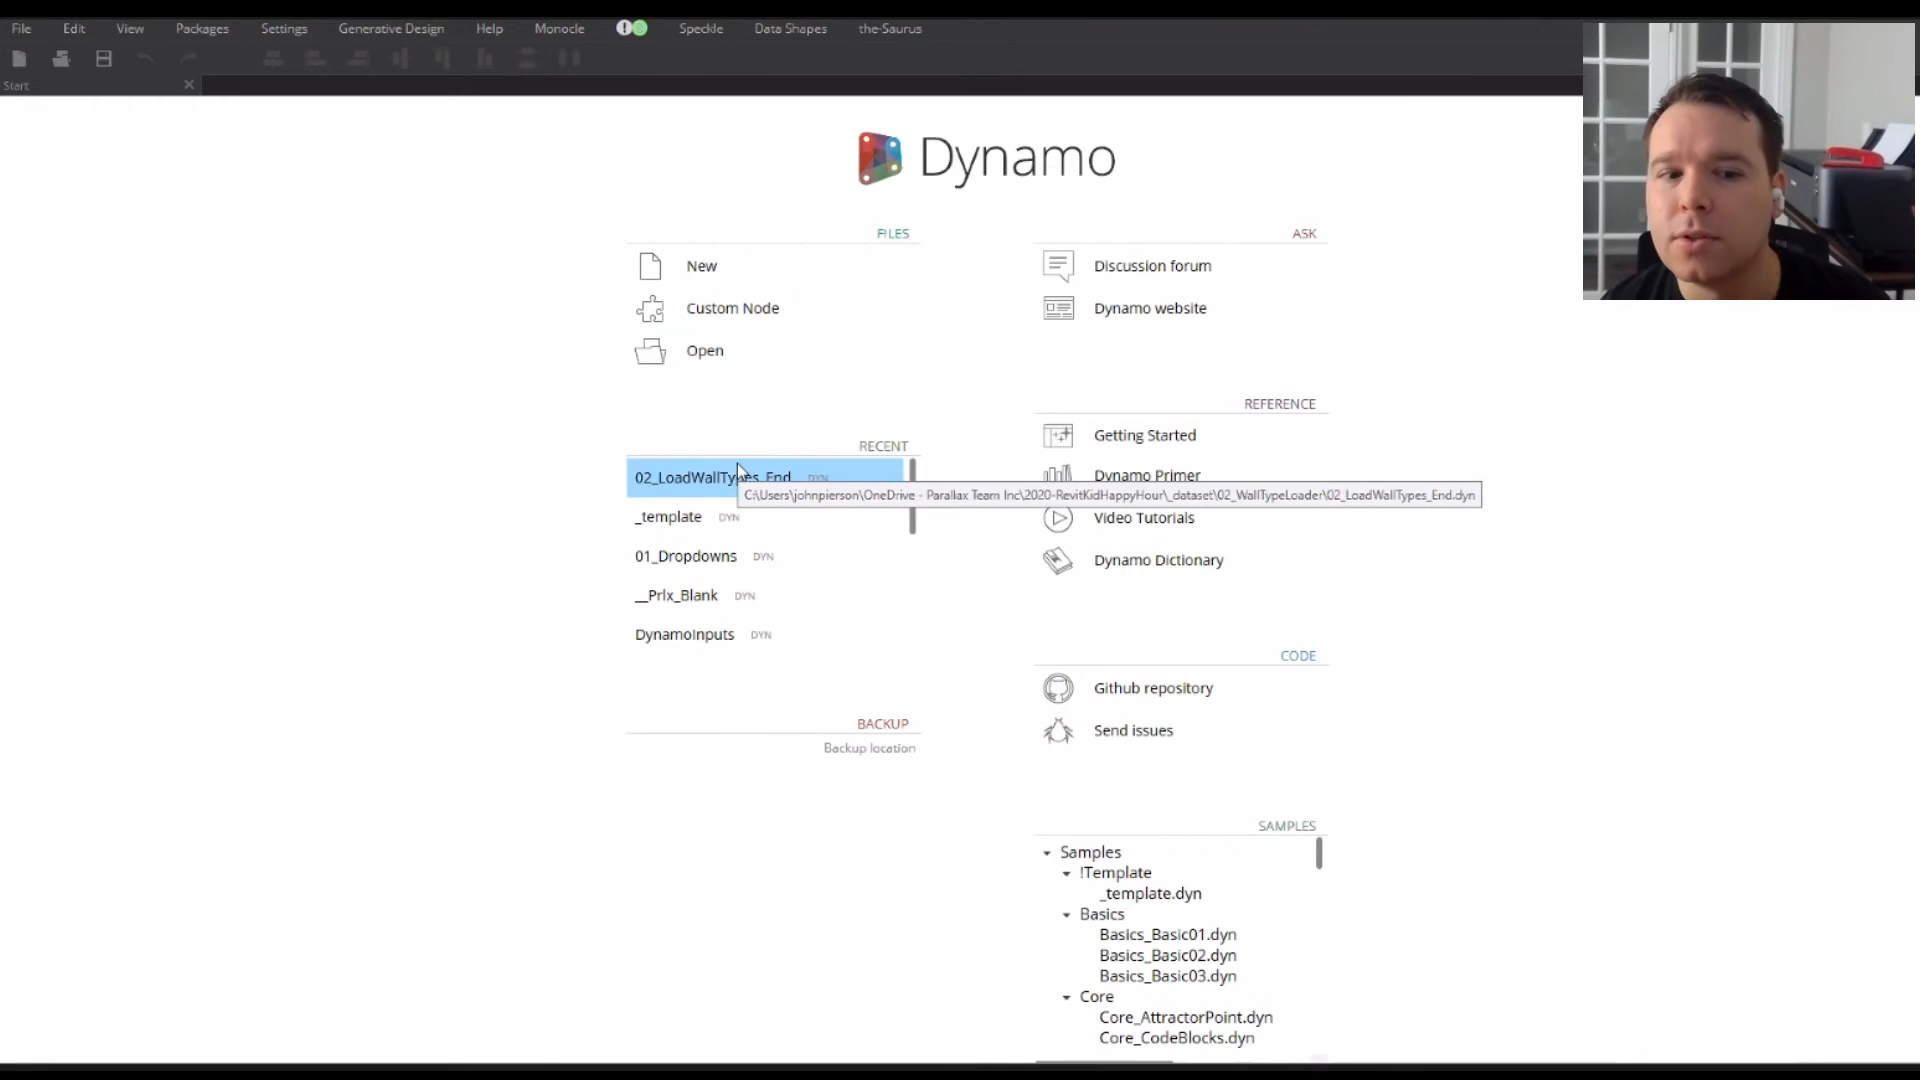 File Edit View Packages Settings Generative Design Help Monocle Speckle Data Shapes the-Saurus
Start
Dynamo
FILES
New
Custom Node
Open
RECENT
02_LoadWallTypes_End DYN
C:\Users\johnpierson\OneDrive - Parallax Team Inc\2020-RevitKidHappyHour\_dataset\02_WallTypeLoader\02_LoadWallTypes_End.dyn
_template DYN
01_Dropdowns DYN
__Prlx_Blank DYN
DynamoInputs DYN
BACKUP
Backup location
ASK
Discussion forum
Dynamo website
REFERENCE
Getting Started
Dynamo Primer
Video Tutorials
Dynamo Dictionary
CODE
Github repository
Send issues
SAMPLES
Samples
!Template
_template.dyn
Basics
Basics_Basic01.dyn
Basics_Basic02.dyn
Basics_Basic03.dyn
Core
Core_AttractorPoint.dyn
Core_CodeBlocks.dyn